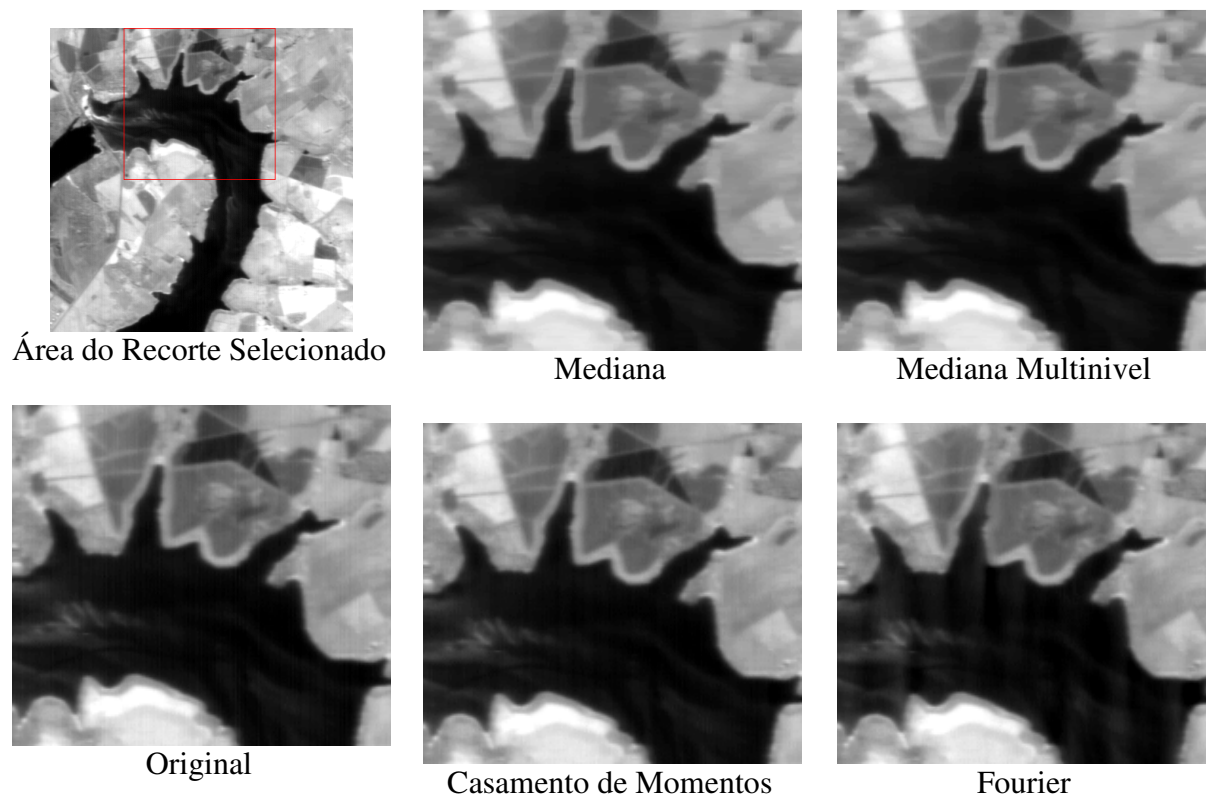 Área do Recorte Selecionado
Mediana
Mediana Multinivel
Original
Casamento de Momentos
Fourier